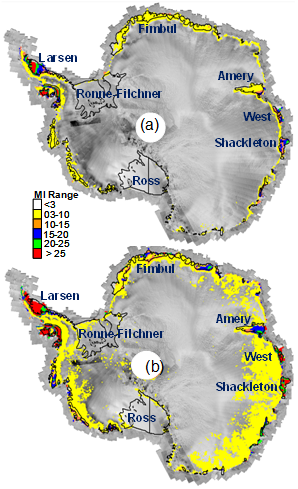 Larsen
Fimbul
Amery
Ronne Filchner
West
(a)
Shackleton
Ross
MI Range
<3
03-10
10-15
15-20
20-25
> 25
Fimbul
Larsen
Amery
Ronne-Filchner
West
(b)
Shackleton
Ross